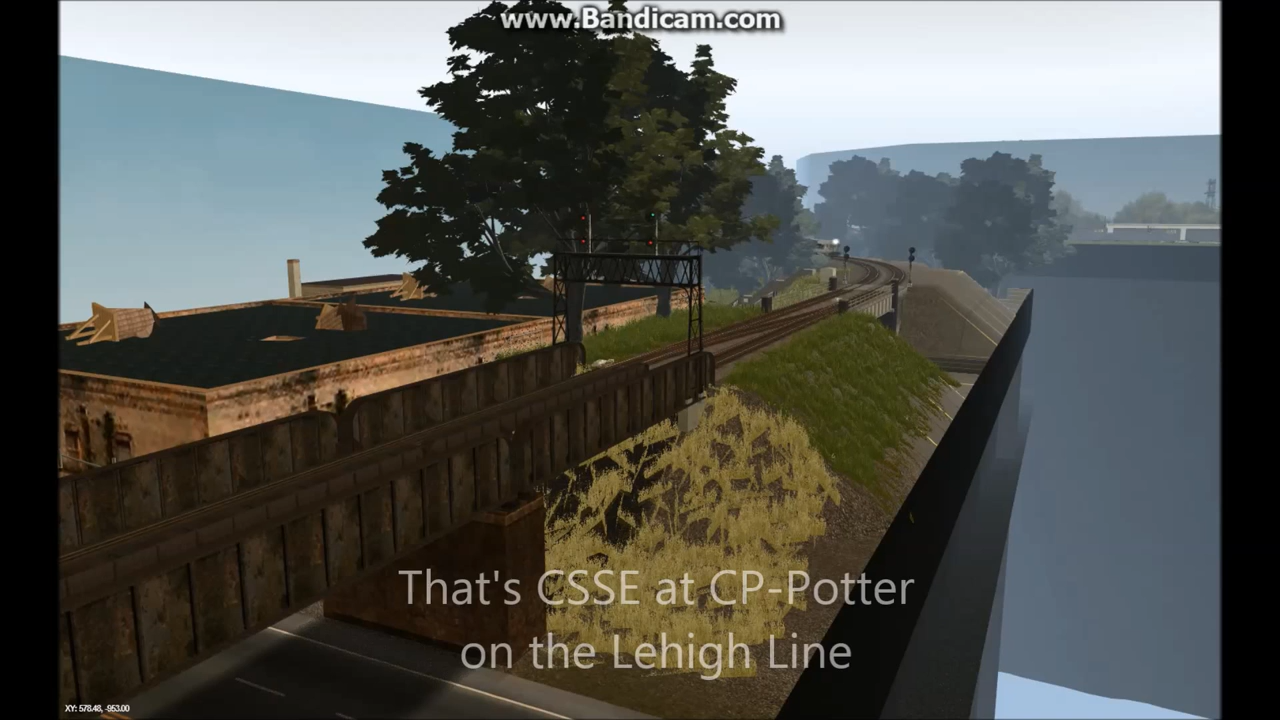 www.Bandicam.com
That's CSSE at CP-Potter
on the Lehigh Line
XY: 578.48, -953.00